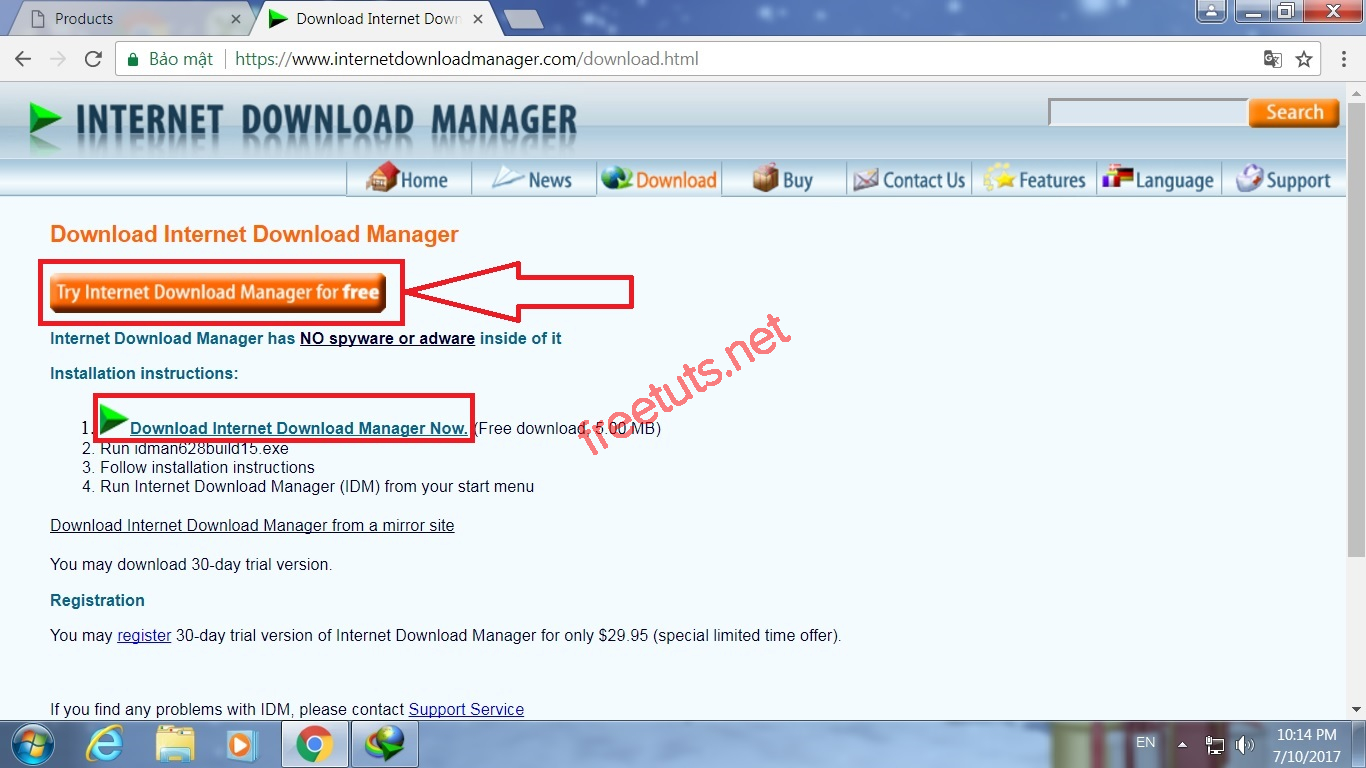 Products
Download Internet Down
Bảo mật
https://www.internetdownloadmanager.com/download.html
INTERNET DOWNLOAD MANAGER
Search
Home
News
Download
Buy
Contact Us
Features
Language
Support
Download Internet Download Manager
Try Internet Download Manager for free
Internet Download Manager has NO spyware or adware inside of it
Installation instructions:
freetuts.net
1. Download Internet Download Manager Now. (Free download, 5.00 MB)
2. Run idman628build15.exe
3. Follow installation instructions
4. Run Internet Download Manager (IDM) from your start menu
Download Internet Download Manager from a mirror site
You may download 30-day trial version.
Registration
You may register 30-day trial version of Internet Download Manager for only $29.95 (special limited time offer).
If you find any problems with IDM, please contact Support Service
EN
10:14 PM
7/10/2017